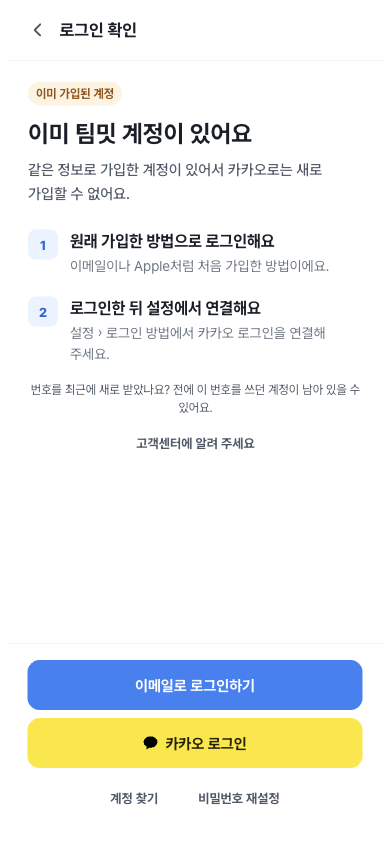 로그인 확인
이미 가입된 계정
이미 팀밋 계정이 있어요
같은 정보로 가입한 계정이 있어서 카카오로는 새로
가입할 수 없어요.
1
원래 가입한 방법으로 로그인해요
이메일이나 Apple처럼 처음 가입한 방법이에요.
2
로그인한 뒤 설정에서 연결해요
설정 › 로그인 방법에서 카카오 로그인을 연결해
주세요.
번호를 최근에 새로 받았나요? 전에 이 번호를 쓰던 계정이 남아 있을 수
있어요.
고객센터에 알려 주세요
이메일로 로그인하기
카카오 로그인
계정 찾기
비밀번호 재설정